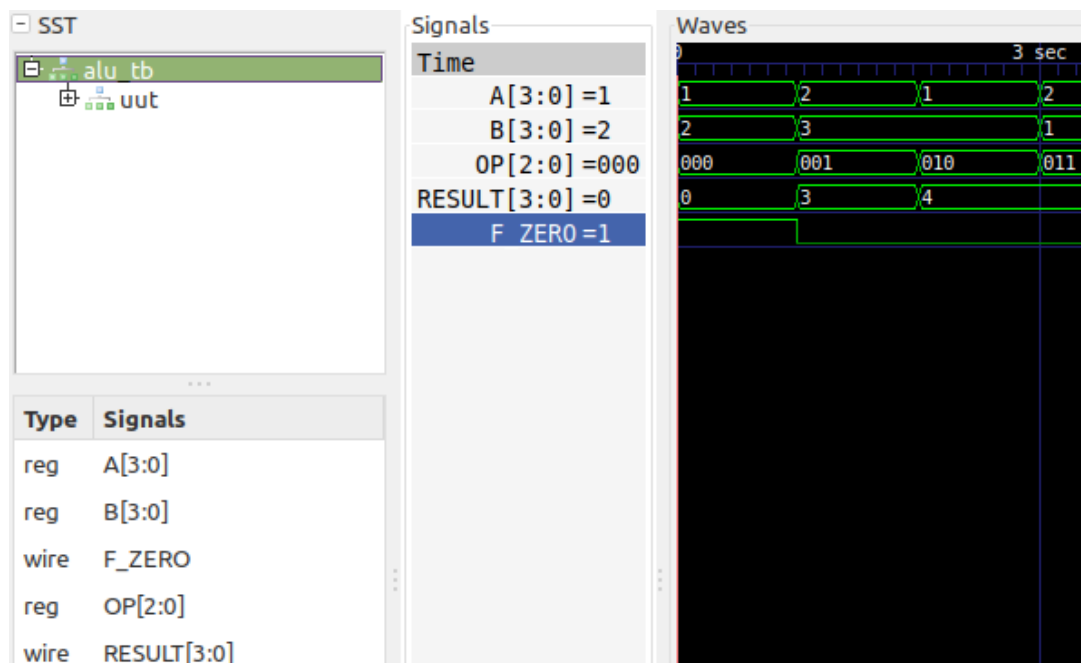 SST
alu_tb
uut
Type Signals
reg A[3:0]
reg B[3:0]
wire F_ZERO
reg OP[2:0]
wire RESULT[3:0]
Signals
Time
A[3:0] =1
B[3:0] =2
OP[2:0] =000
RESULT[3:0] =0
F_ZERO =1
Waves
0 3 sec
1 2 1 2
2 3 1
000 001 010 011
0 3 4